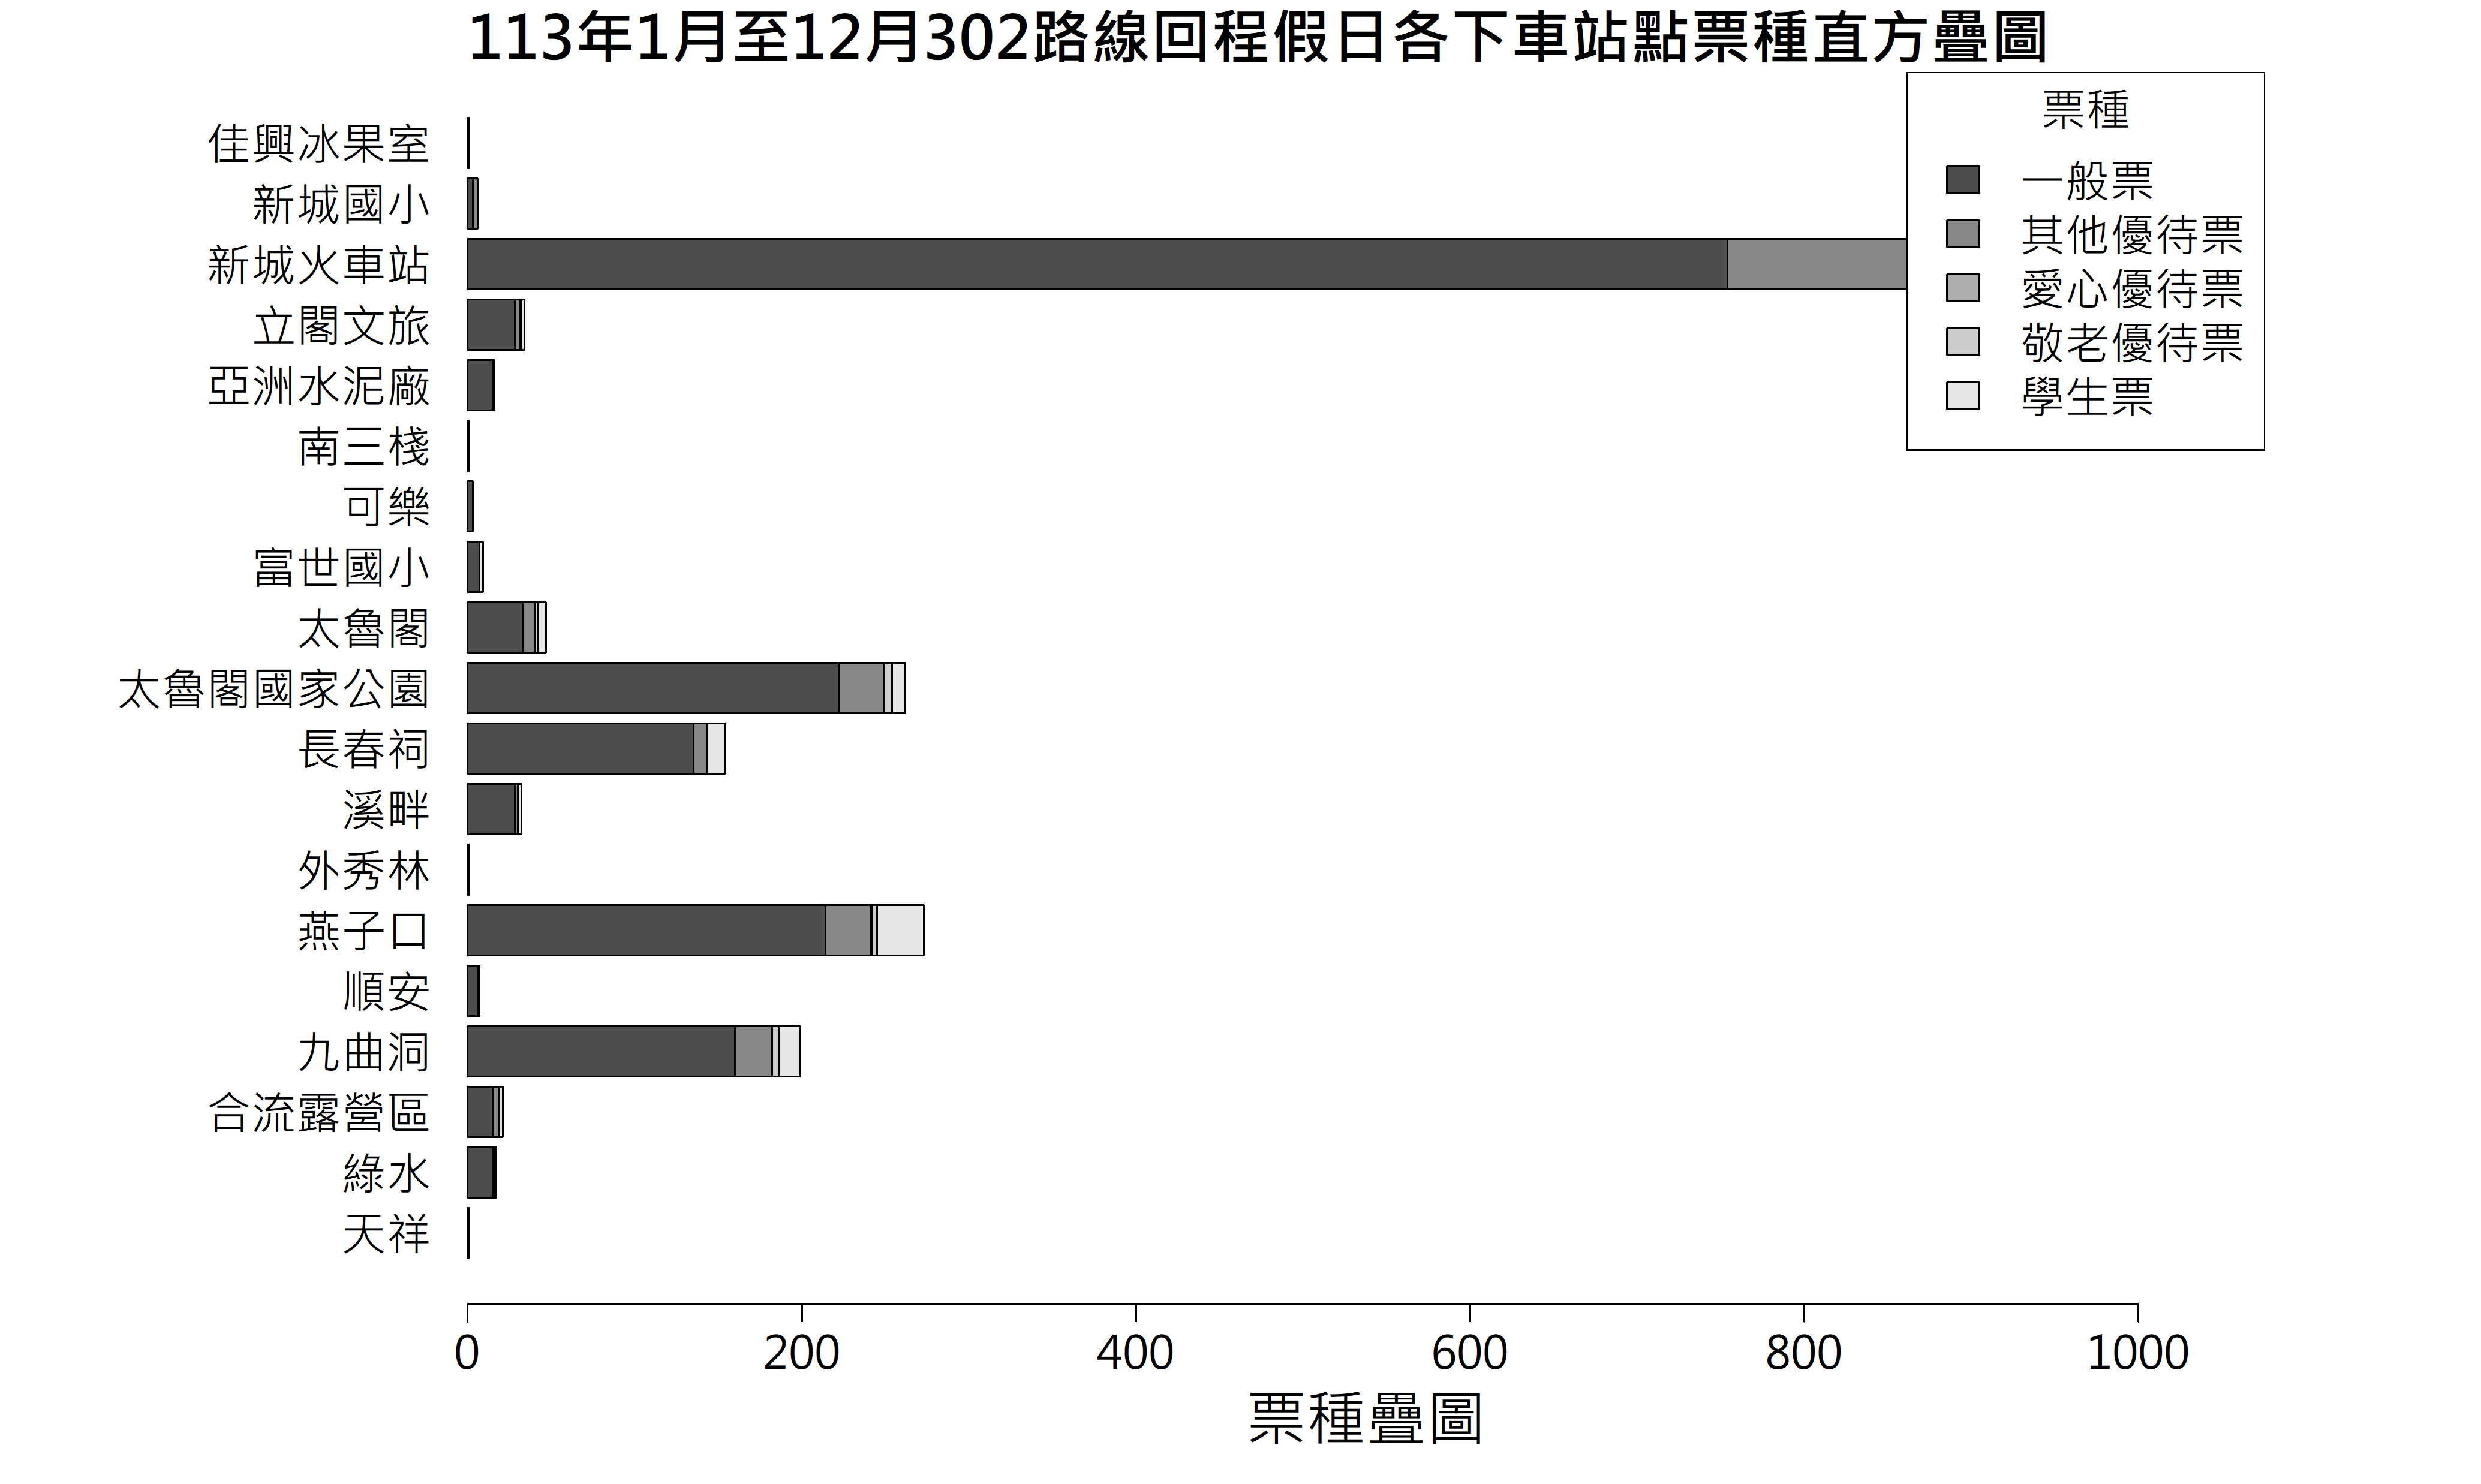 113年1月至12月302路線回程假日各下車站點票種直方疊圖
票種
一般票
其他優待票
愛心優待票
敬老優待票
學生票
佳興冰果室
新城國小
新城火車站
立閣文旅
亞洲水泥廠
南三棧
可樂
富世國小
太魯閣
太魯閣國家公園
長春祠
溪畔
外秀林
燕子口
順安
九曲洞
合流露營區
綠水
天祥
0 200 400 600 800 1000
票種疊圖